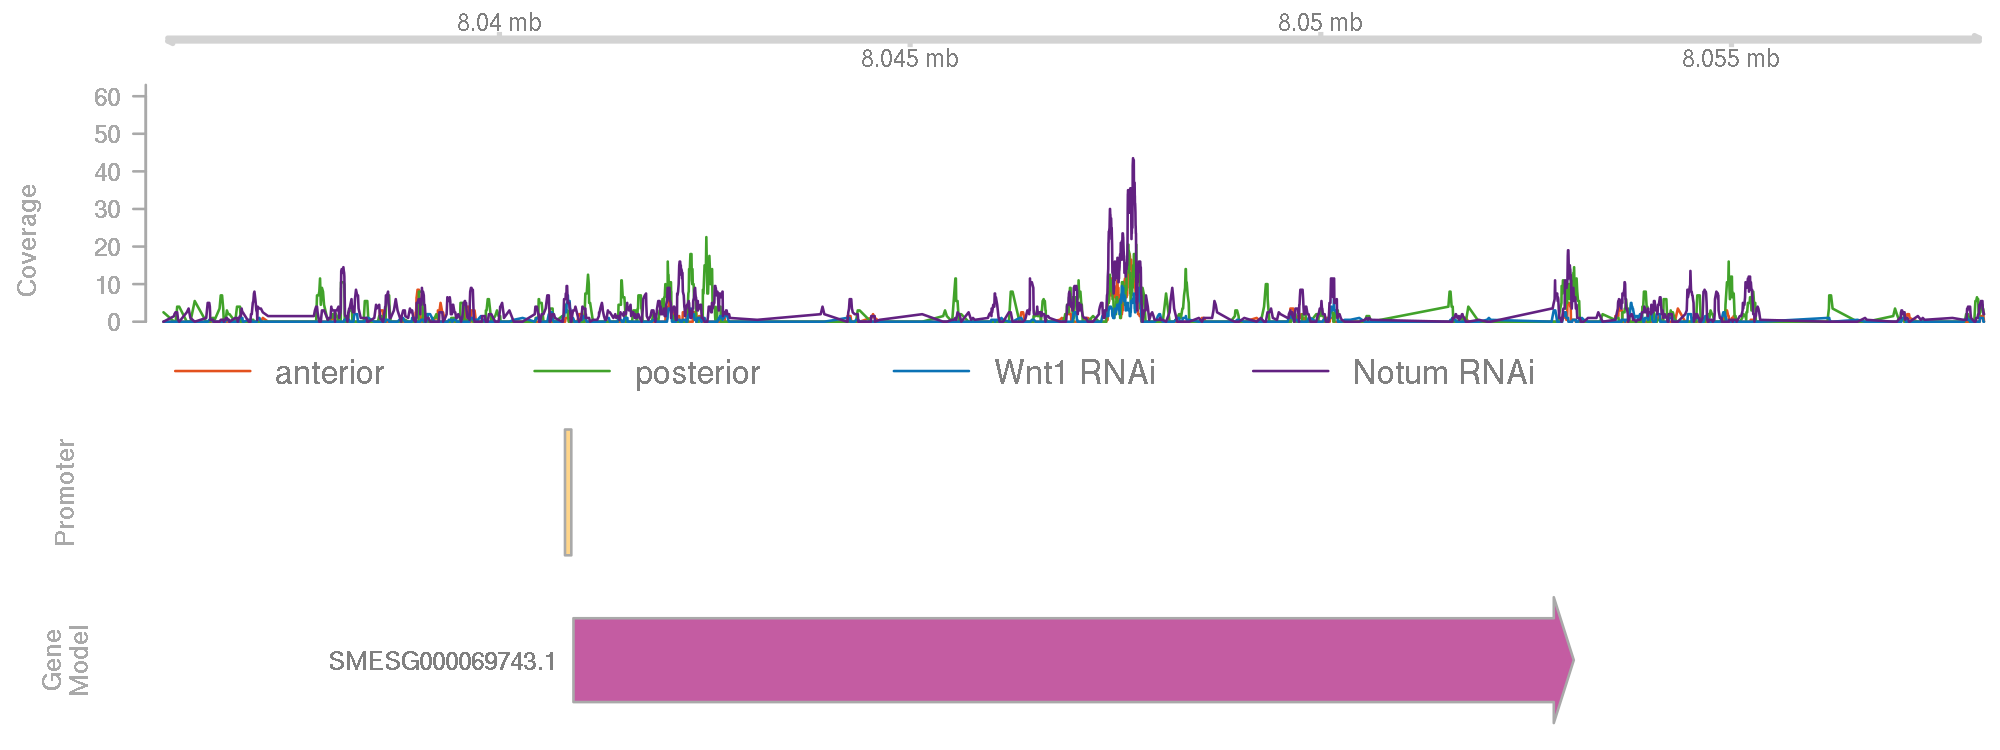 8.04 mb
8.05 mb
8.045 mb
8.055 mb
Coverage
60
50
40
30
20
10
0
anterior posterior Wnt1 RNAi Notum RNAi
Promoter
Gene
Model
SMESG000069743.1